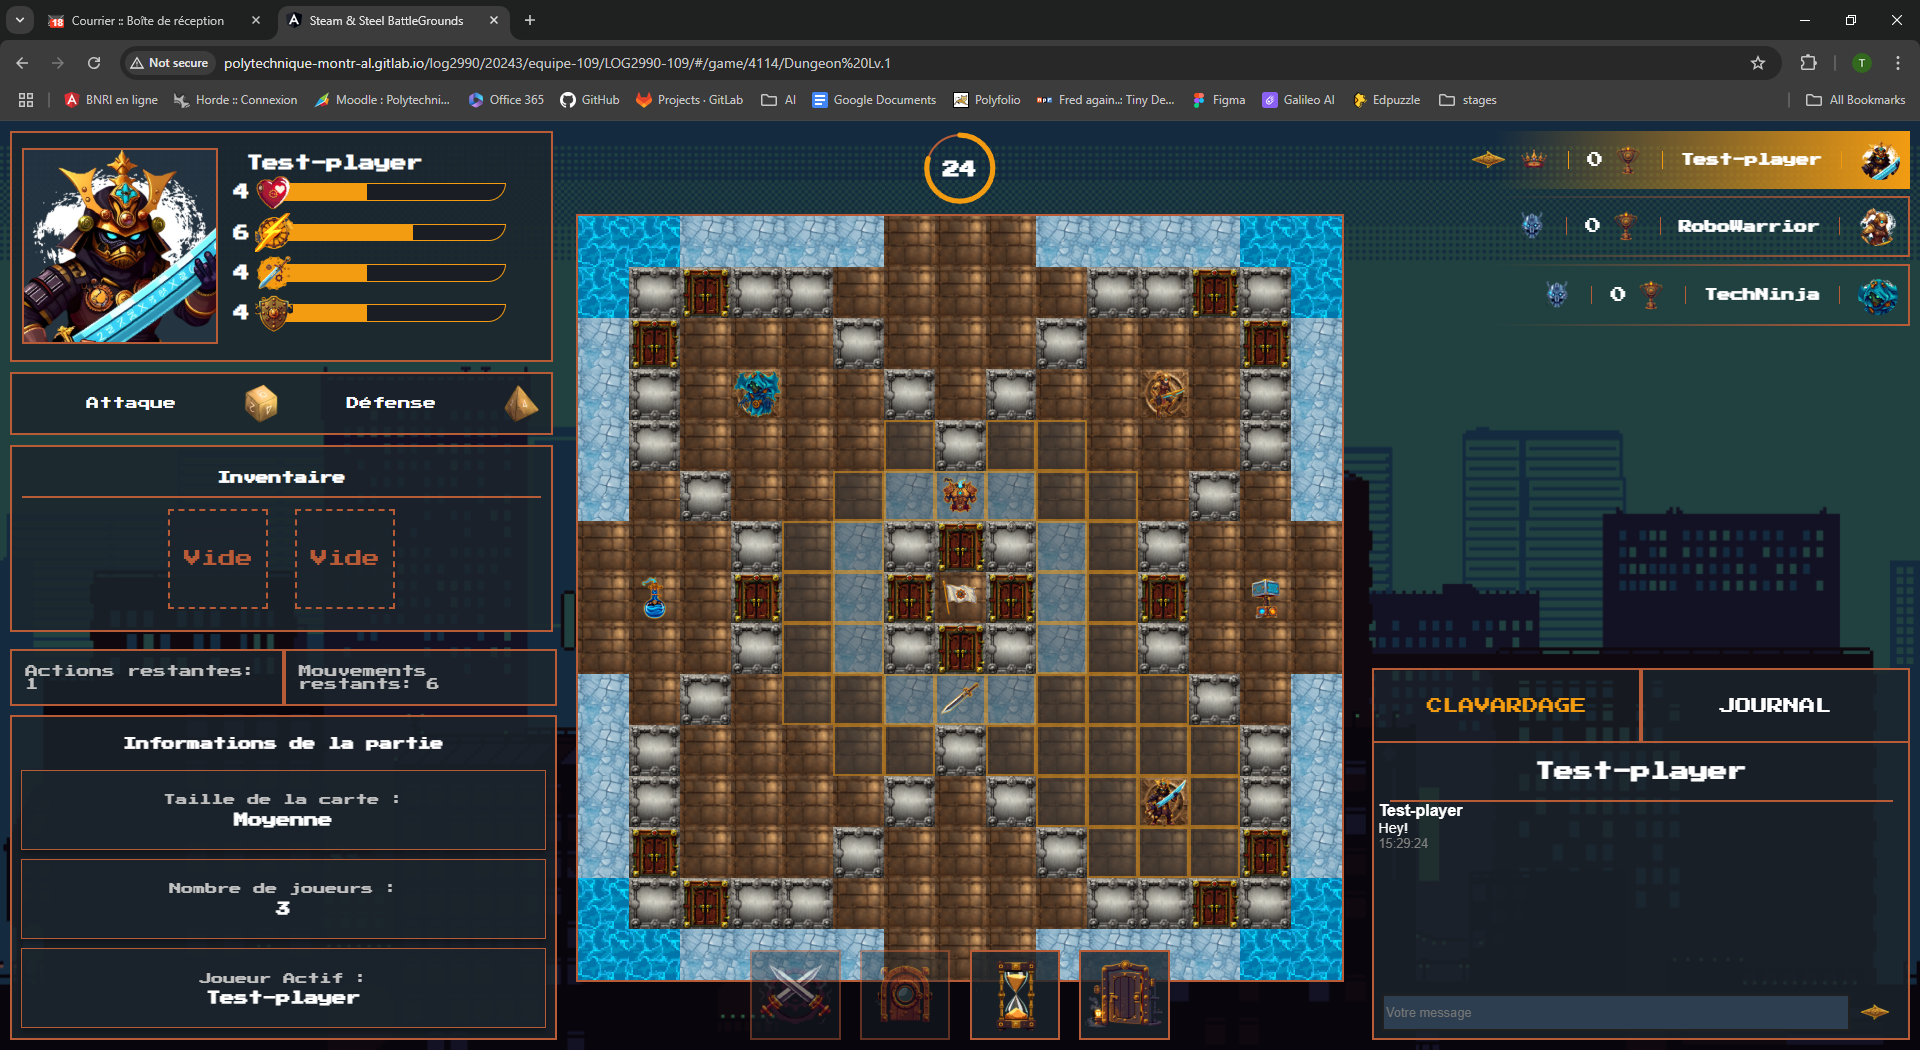 18
Courrier :: Boîte de réception
Steam & Steel BattleGrounds
Not secure
polytechnique-montr-al.gitlab.io/log2990/20243/equipe-109/LOG2990-109/#/game/4114/Dungeon%20Lv.1
T
BNRI en ligne
Horde :: Connexion
Moodle : Polytechni...
Office 365
GitHub
Projects · GitLab
AI
Google Documents
Polyfolio
Fred again..: Tiny De...
Figma
Galileo AI
Edpuzzle
stages
All Bookmarks
Test-player
4
6
4
4
Attaque
Défense
Inventaire
Vide
Vide
Actions restantes:
1
Mouvements
restants: 6
Informations de la partie
Taille de la carte :
Moyenne
Nombre de joueurs :
3
Joueur Actif :
Test-player
24
0
Test-player
0
RoboWarrior
0
TechNinja
CLAVARDAGE
JOURNAL
Test-player
Test-player
Hey!
15:29:24
Votre message